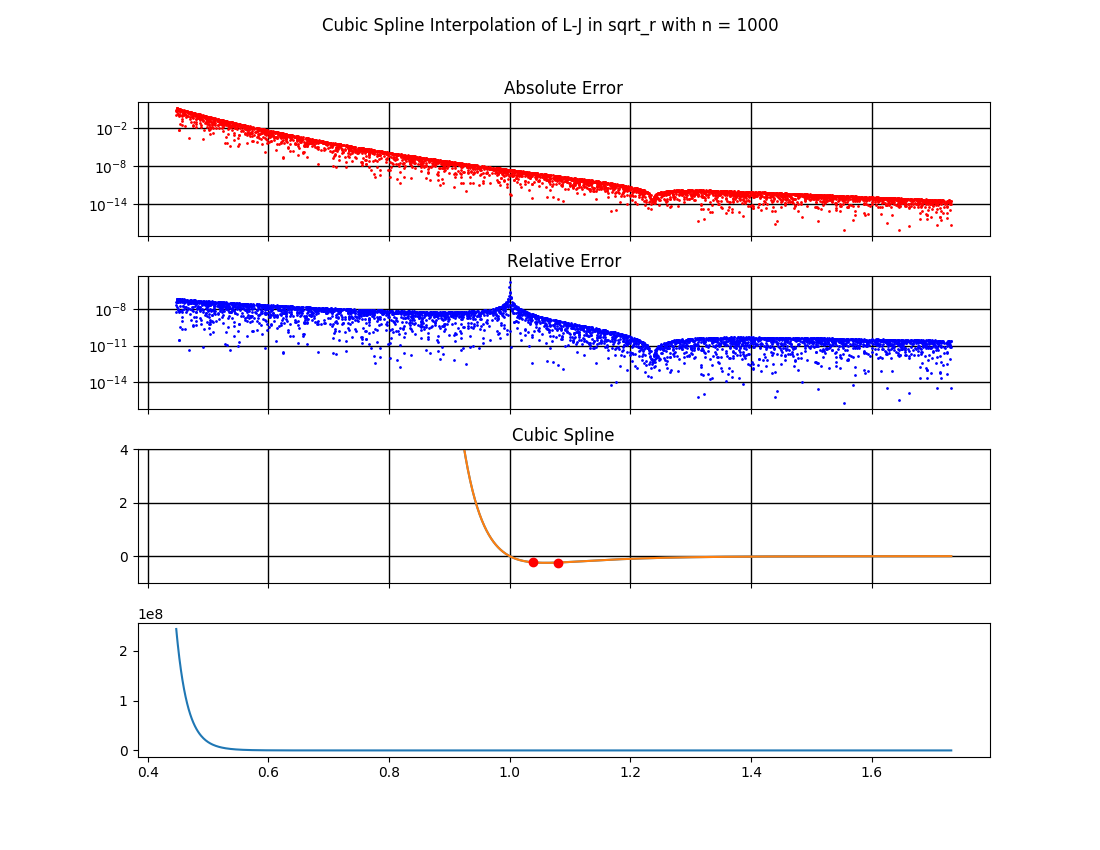 Cubic Spline Interpolation of L-J in sqrt_r with n = 1000
Absolute Error
10⁻²
10⁻⁸
10⁻¹⁴
Relative Error
10⁻⁸
10⁻¹¹
10⁻¹⁴
Cubic Spline
4
2
0
1e8
2
1
0
0.4 0.6 0.8 1.0 1.2 1.4 1.6